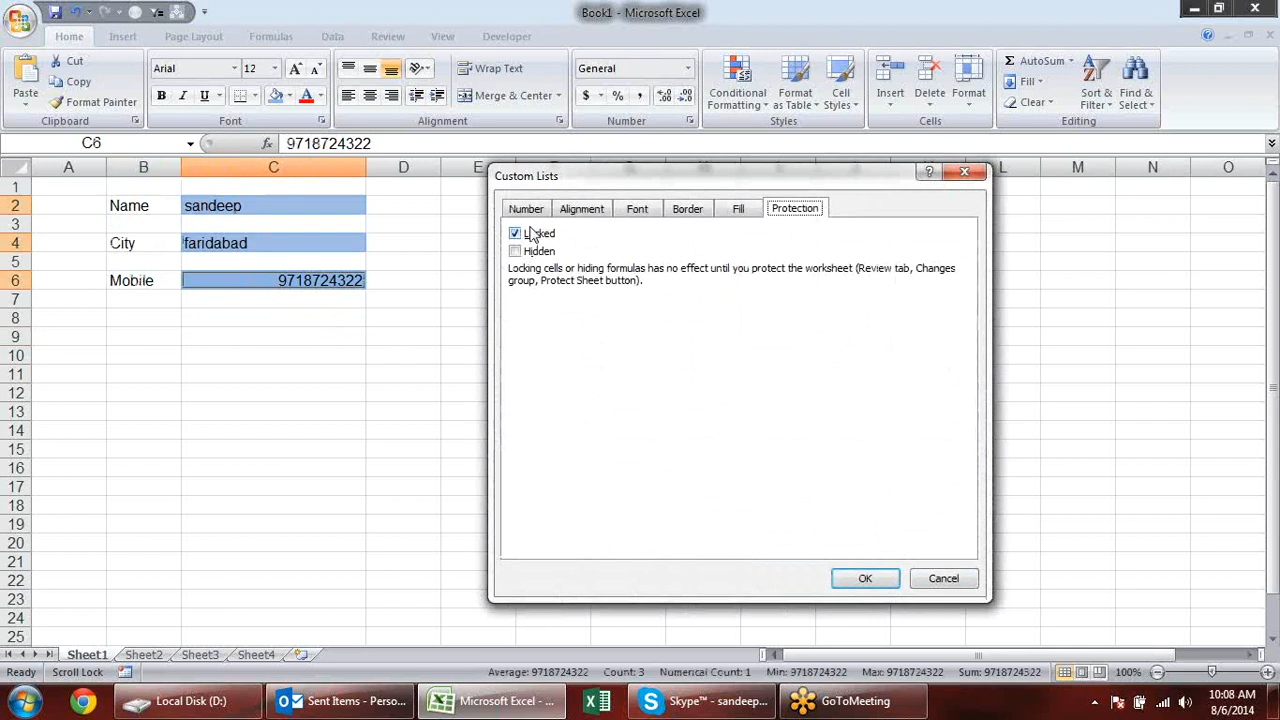 Book1 - Microsoft Excel
Home Insert Page Layout Formulas Data Review View Developer
Paste
Cut
Copy
Format Painter
Clipboard
Arial 12
B I U
Font
Wrap Text
Merge & Center
Alignment
General
$ % ,
Number
Conditional Formatting
Format as Table
Cell Styles
Styles
Insert Delete Format
Cells
AutoSum
Fill
Clear
Sort & Filter
Find & Select
Editing
C6 fx 9718724322
A B C D E L M N O
1
2 Name sandeep
3
4 City faridabad
5
6 Mobile 9718724322
7
8
9
10
11
12
13
14
15
16
17
18
19
20
21
22
23
24
25
Custom Lists
Number Alignment Font Border Fill Protection
Locked
Hidden
Locking cells or hiding formulas has no effect until you protect the worksheet (Review tab, Changes
group, Protect Sheet button).
OK Cancel
Sheet1 Sheet2 Sheet3 Sheet4
Ready Scroll Lock Average: 9718724322 Count: 3 Numerical Count: 1 Min: 9718724322 Max: 9718724322 Sum: 9718724322 100%
Local Disk (D:) Sent Items - Perso... Microsoft Excel - ... Skype™ - sandeep... GoToMeeting
10:08 AM
8/6/2014